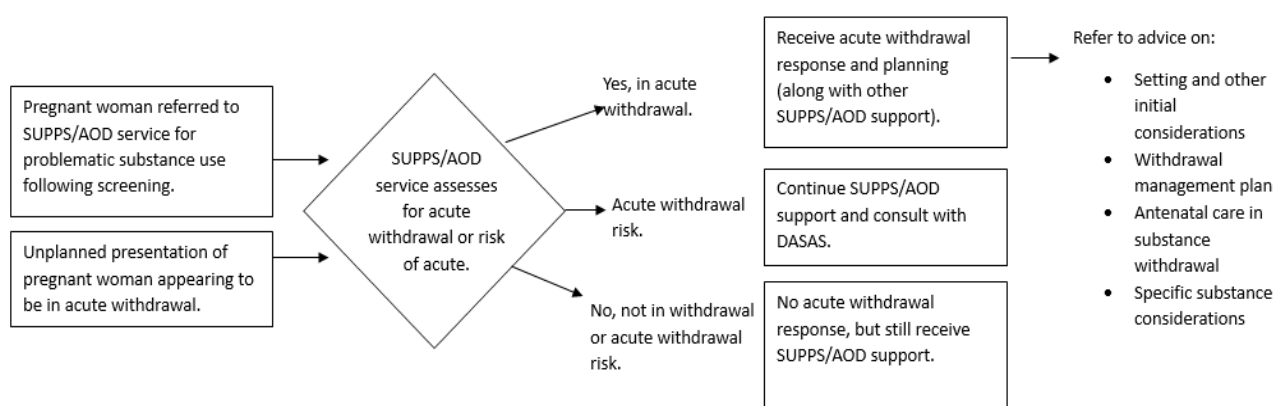 Pregnant woman referred to
SUPPS/AOD service for
problematic substance use
following screening.
Unplanned presentation of
pregnant woman appearing to
be in acute withdrawal.
SUPPS/AOD
service assesses
for acute
withdrawal or risk
of acute.
Yes, in acute
withdrawal.
Acute withdrawal
risk.
No, not in withdrawal
or acute withdrawal
risk.
Receive acute withdrawal
response and planning
(along with other
SUPPS/AOD support).
Continue SUPPS/AOD
support and consult with
DASAS.
No acute withdrawal
response, but still receive
SUPPS/AOD support.
Refer to advice on:
• Setting and other
initial
considerations
• Withdrawal
management plan
• Antenatal care in
substance
withdrawal
• Specific substance
considerations